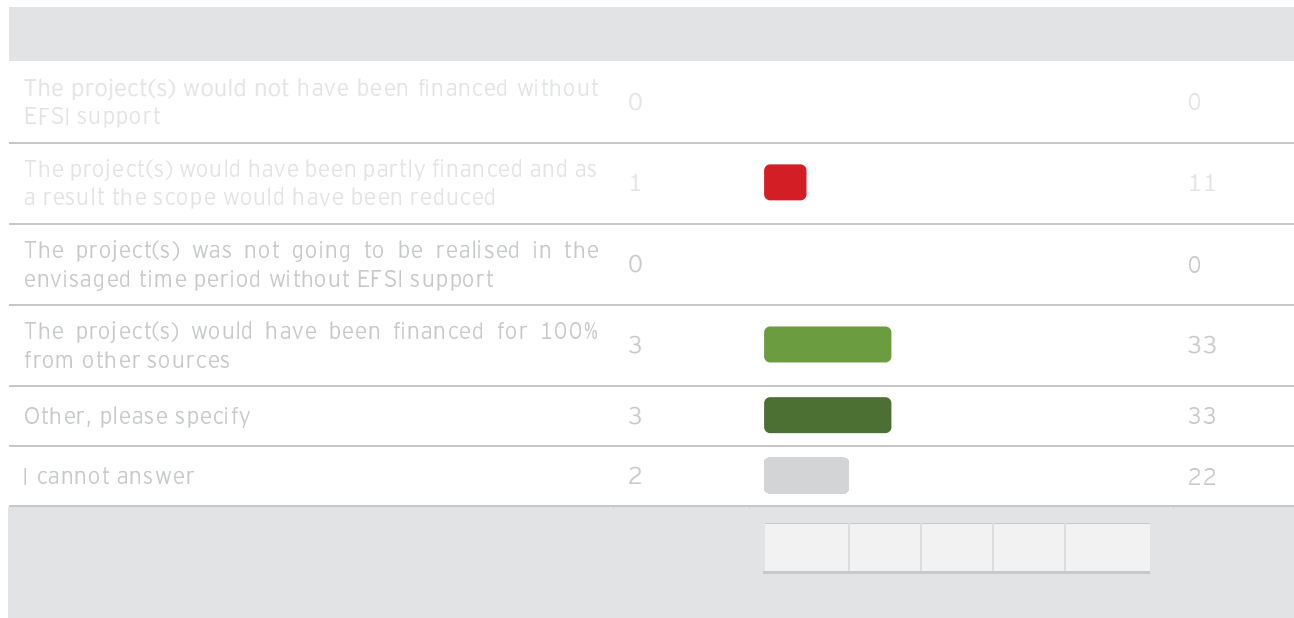 The project(s) would not have been financed without
EFSI support
0
0
The project(s) would have been partly financed and as
a result the scope would have been reduced
1
11
The project(s) was not going to be realised in the
envisaged time period without EFSI support
0
0
The project(s) would have been financed for 100%
from other sources
3
33
Other, please specify
3
33
I cannot answer
2
22